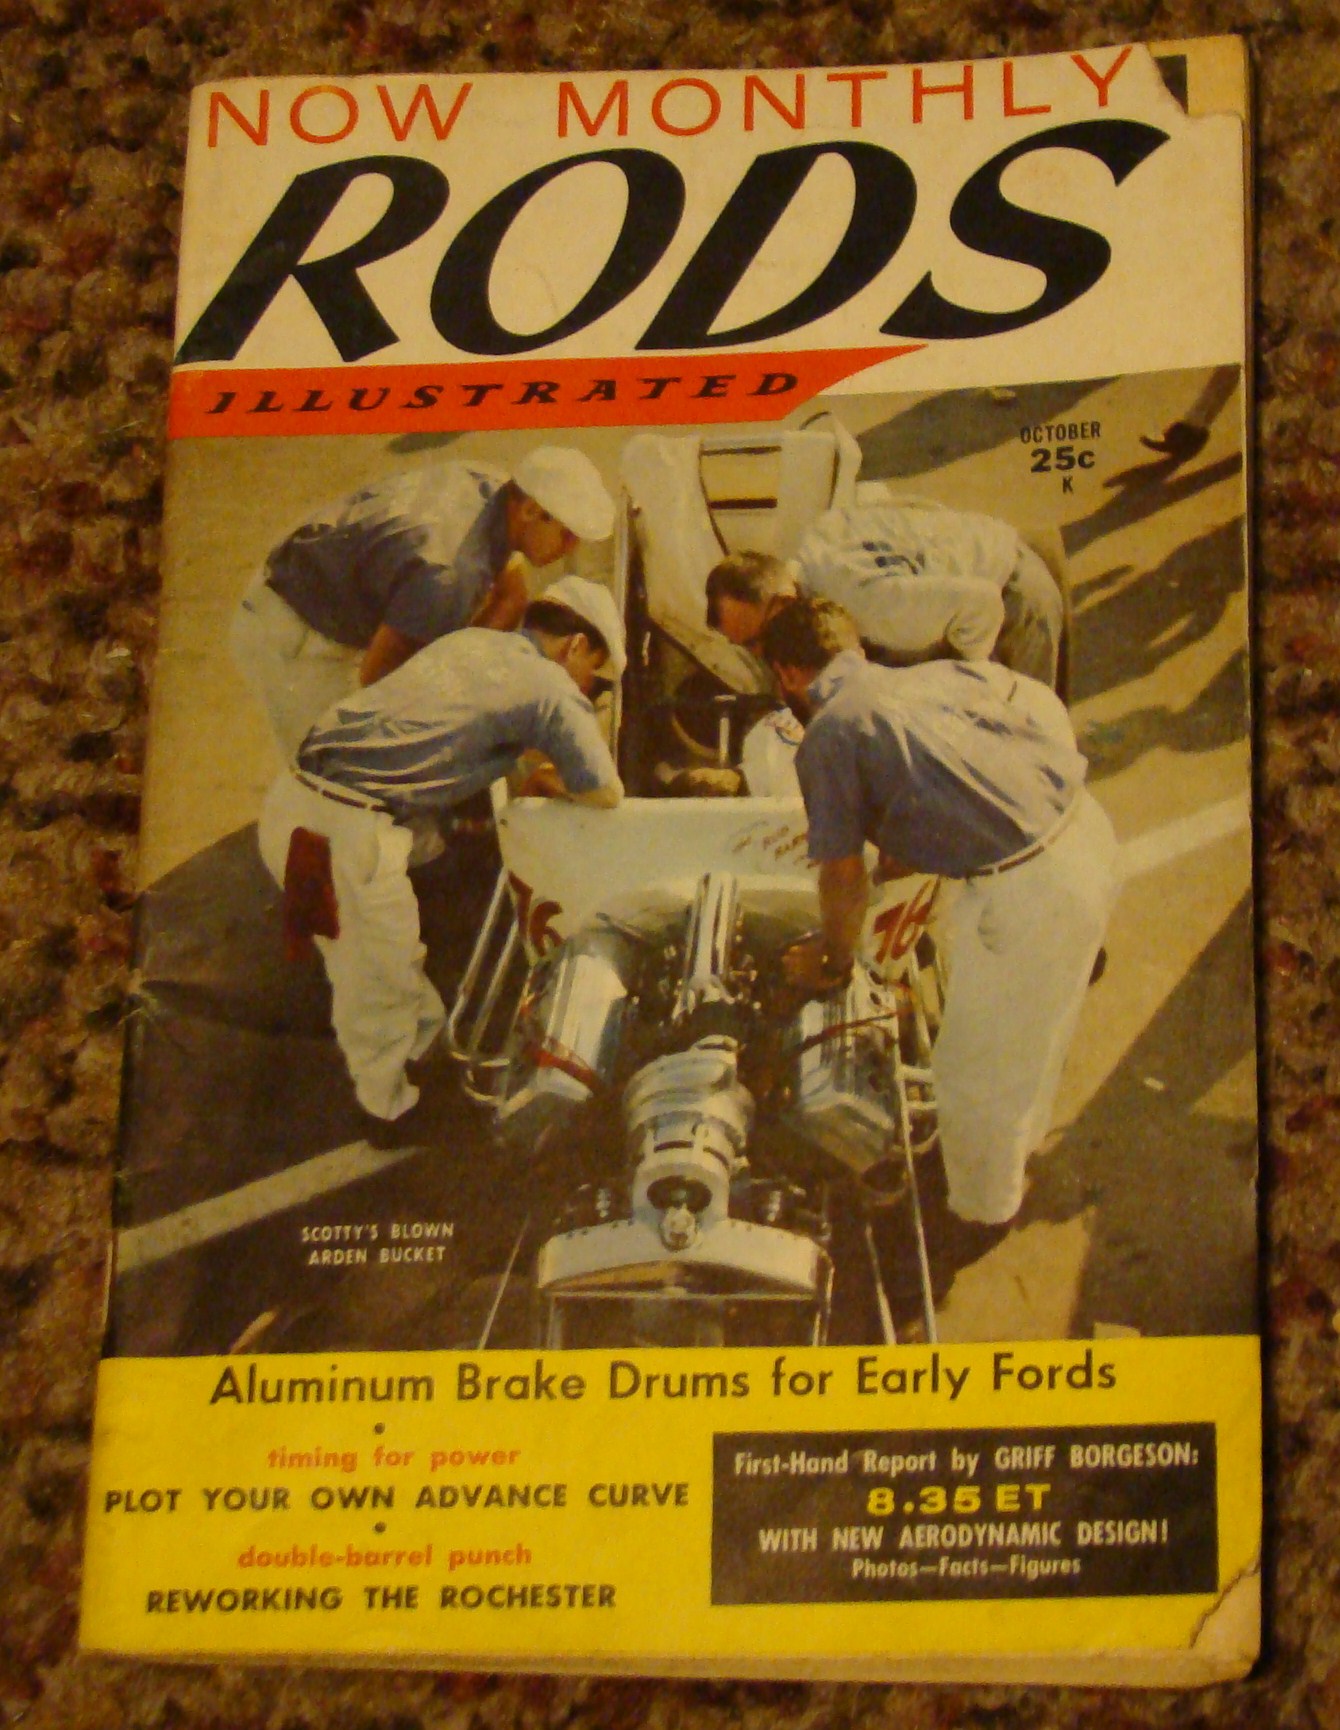 NOW MONTHLY
RODS
ILLUSTRATED
OCTOBER
25c
K
76
76
SCOTTY'S BLOWN
ARDEN BUCKET
Aluminum Brake Drums for Early Fords
•
timing for power
PLOT YOUR OWN ADVANCE CURVE
•
double-barrel punch
REWORKING THE ROCHESTER
First-Hand Report by GRIFF BORGESON:
8.35 ET
WITH NEW AERODYNAMIC DESIGN!
Photos—Facts—Figures